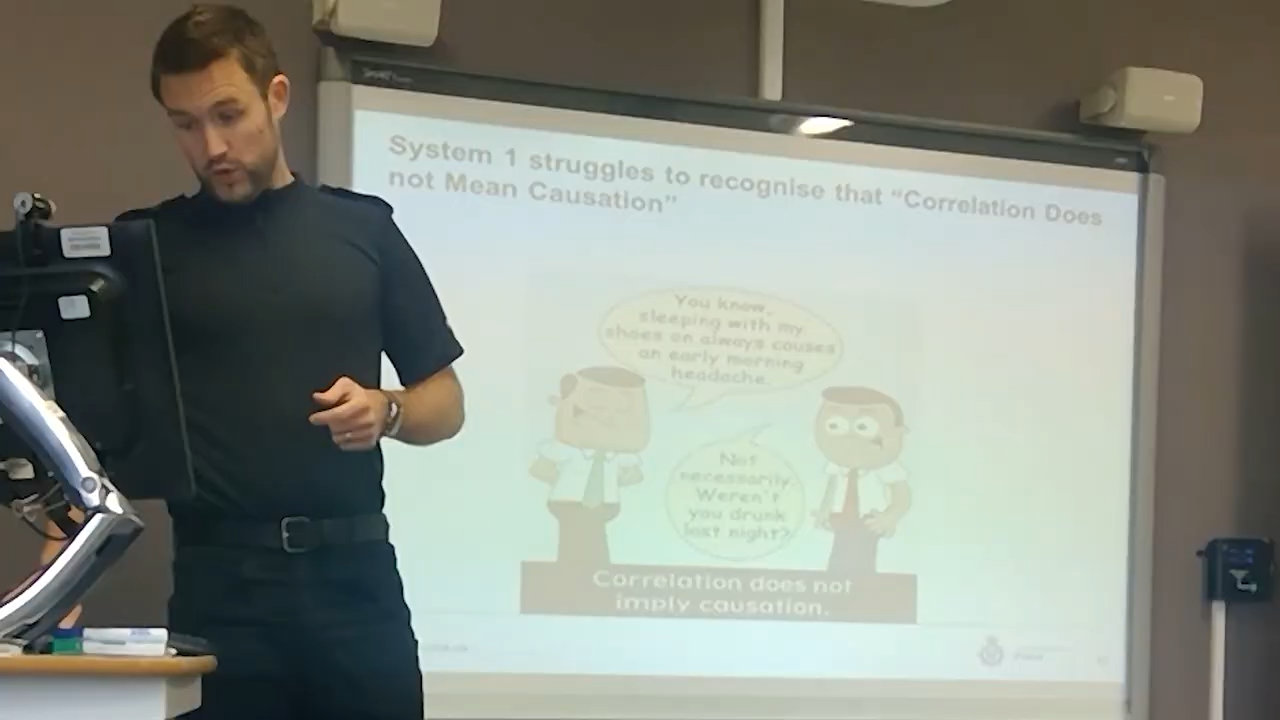 System 1 struggles to recognise that “Correlation Does
not Mean Causation”
You know,
sleeping with my
shoes on always causes
an early morning
headache.
Not
necessarily
Weren't
you drunk
last night?
Correlation does not
imply causation.